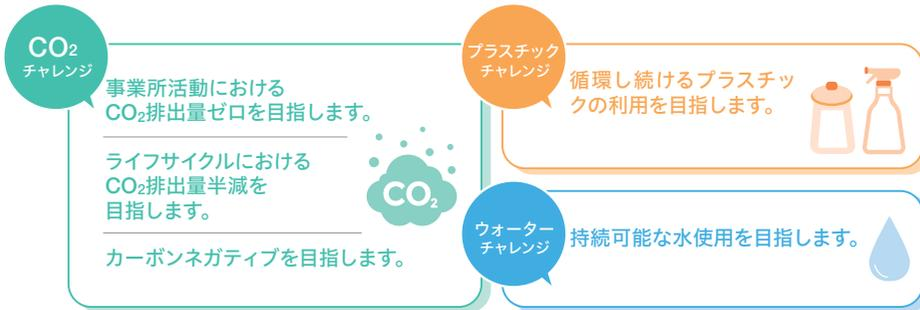 CO₂
チャレンジ
事業所活動における
CO₂排出量ゼロを目指します。
ライフサイクルにおける
CO₂排出量半減を
目指します。
カーボンネガティブを目指します。
CO₂
プラスチック
チャレンジ
循環し続けるプラスチッ
クの利用を目指します。
ウォーター
チャレンジ
持続可能な水使用を目指します。